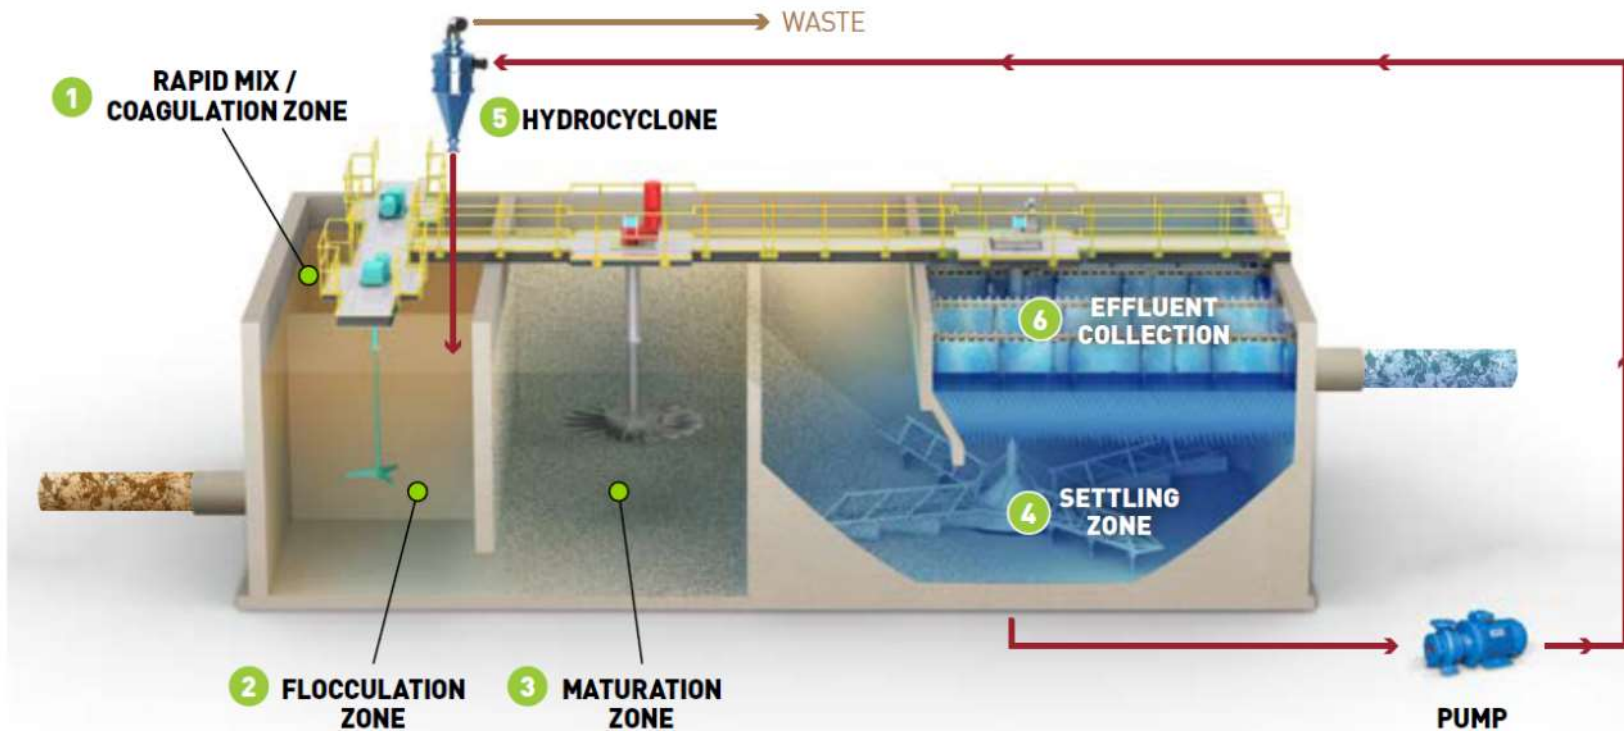 WASTE
1 RAPID MIX /
COAGULATION ZONE
5 HYDROCYCLONE
6 EFFLUENT
COLLECTION
4 SETTLING
ZONE
2 FLOCCULATION
ZONE
3 MATURATION
ZONE
PUMP